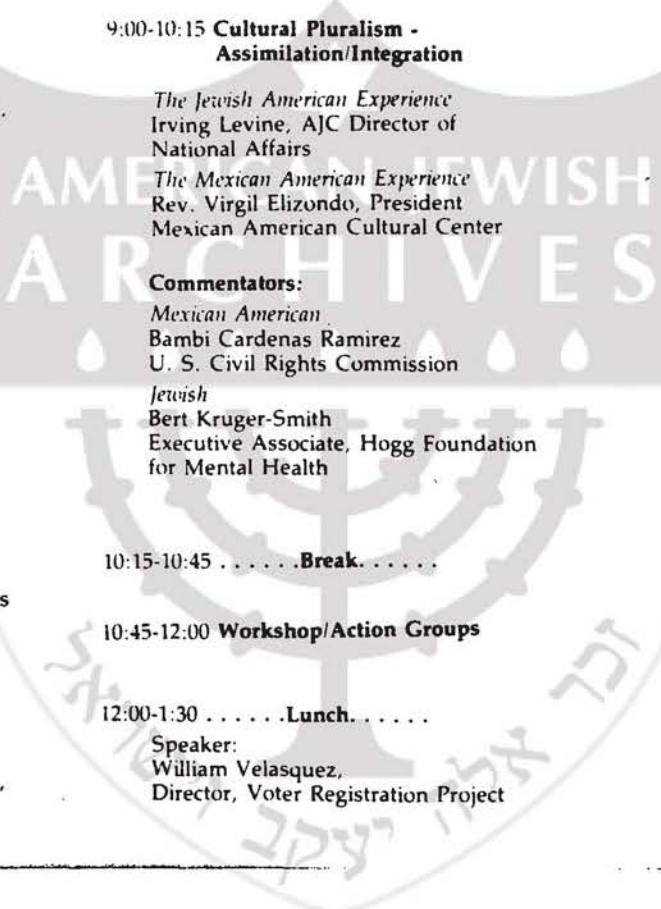 9:00-10:15 Cultural Pluralism -
Assimilation/Integration
The Jewish American Experience
Irving Levine, AJC Director of
National Affairs
The Mexican American Experience
Rev. Virgil Elizondo, President
Mexican American Cultural Center
Commentators:
Mexican American
Bambi Cardenas Ramirez
U. S. Civil Rights Commission
Jewish
Bert Kruger-Smith
Executive Associate, Hogg Foundation
for Mental Health
10:15-10:45 . . . . . .Break. . . . . .
s
10:45-12:00 Workshop/Action Groups
12:00-1:30 . . . . . .Lunch. . . . . .
Speaker:
William Velasquez,
Director, Voter Registration Project
AMERICAN JEWISH
ARCHIVES
זכר אלה יעקב וישראל